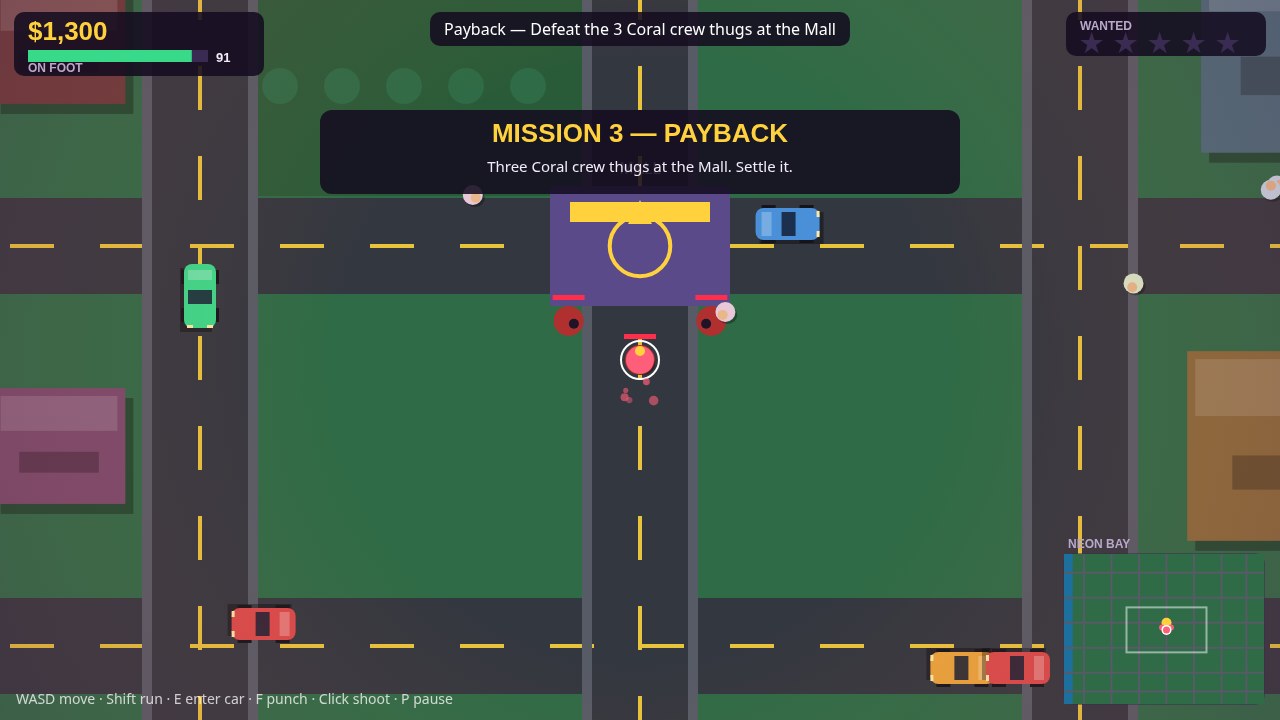 $1,300
91
ON FOOT
Payback — Defeat the 3 Coral crew thugs at the Mall
WANTED
MISSION 3 — PAYBACK
Three Coral crew thugs at the Mall. Settle it.
NEON BAY
WASD move · Shift run · E enter car · F punch · Click shoot · P pause